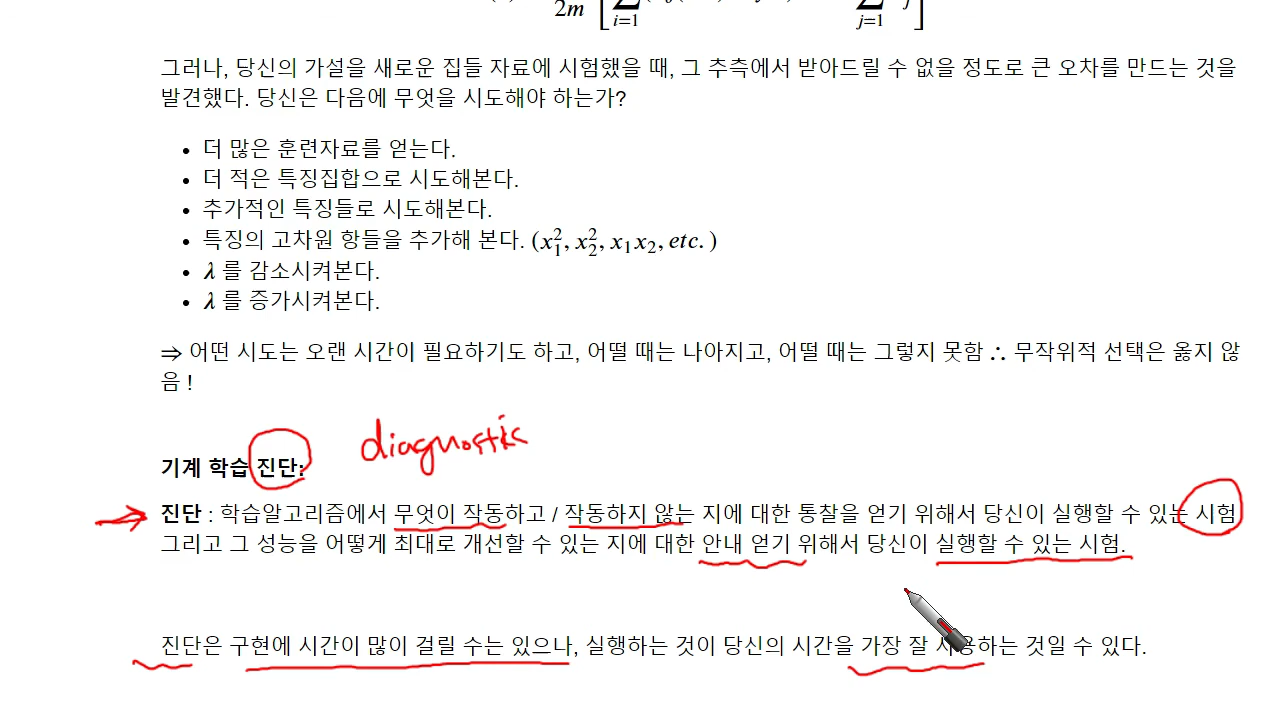 2m [ ∑ i=1 ∑ j=1 j ]
그러나, 당신의 가설을 새로운 집들 자료에 시험했을 때, 그 추측에서 받아드릴 수 없을 정도로 큰 오차를 만드는 것을
발견했다. 당신은 다음에 무엇을 시도해야 하는가?
• 더 많은 훈련자료를 얻는다.
• 더 적은 특징집합으로 시도해본다.
• 추가적인 특징들로 시도해본다.
• 특징의 고차원 항들을 추가해 본다. (x₁², x₂², x₁x₂, etc. )
• λ 를 감소시켜본다.
• λ 를 증가시켜본다.
⇒ 어떤 시도는 오랜 시간이 필요하기도 하고, 어떨 때는 나아지고, 어떨 때는 그렇지 못함 ∴ 무작위적 선택은 옳지 않
음 !
diagnostic
기계 학습 진단:
진단 : 학습알고리즘에서 무엇이 작동하고 / 작동하지 않는 지에 대한 통찰을 얻기 위해서 당신이 실행할 수 있는 시험
그리고 그 성능을 어떻게 최대로 개선할 수 있는 지에 대한 안내 얻기 위해서 당신이 실행할 수 있는 시험.
진단은 구현에 시간이 많이 걸릴 수는 있으나, 실행하는 것이 당신의 시간을 가장 잘 사용하는 것일 수 있다.